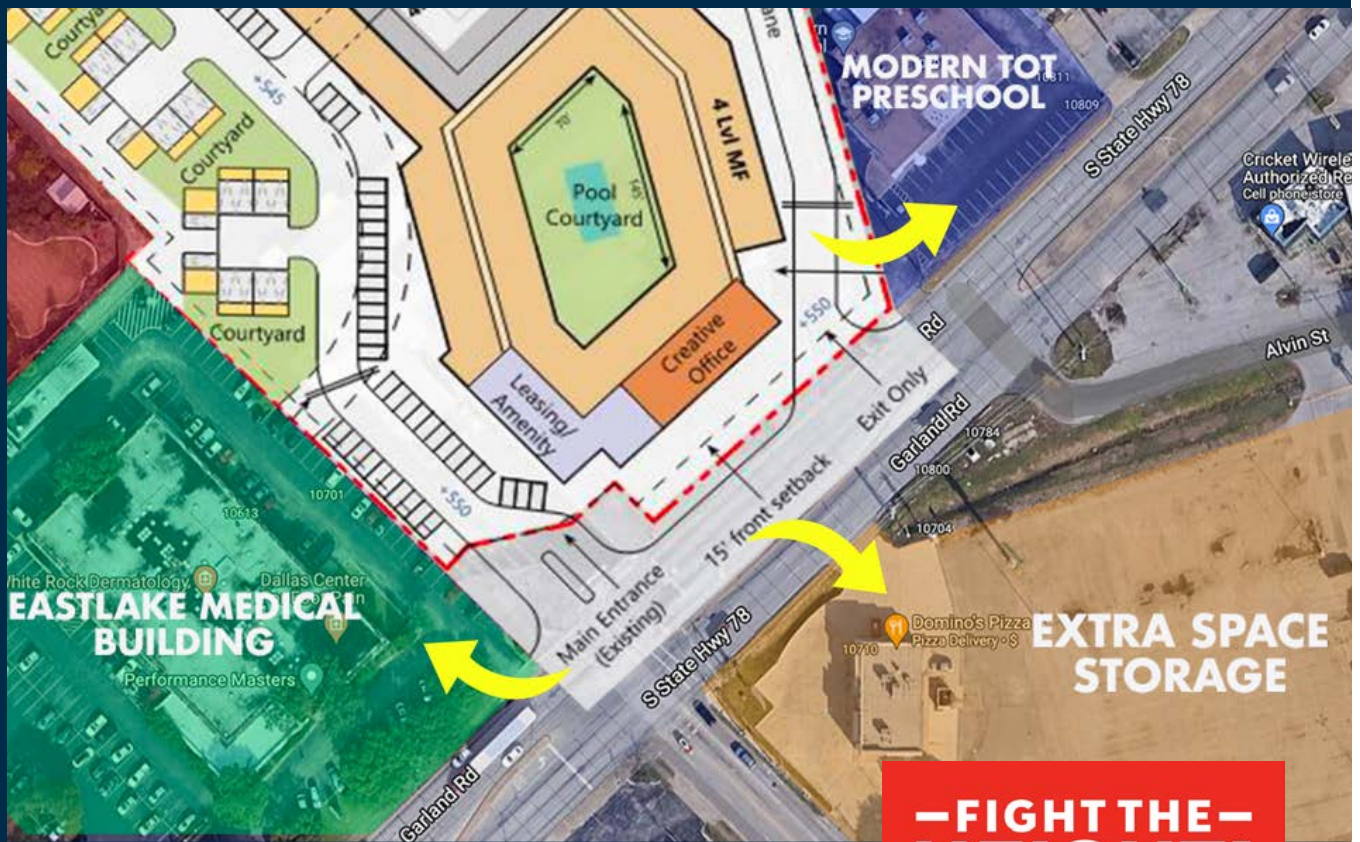 Courtyard
+545
Courtyard
Courtyard
4 Lvl MF
70'
145'
Pool
Courtyard
Creative
Office
Leasing/
Amenity
+550
+550
Exit Only
15' front setback
Main Entrance
(Existing)
MODERN TOT
PRESCHOOL
10811
10809
S State Hwy 78
Cricket Wirele
Authorized Re
Cell phone store
Alvin St
Rd
Garland Rd
10784
10800
10704
10701
10613
White Rock Dermatology
Dallas Center
EASTLAKE MEDICAL
BUILDING
Performance Masters
S State Hwy 78
Garland Rd
Domino's Pizza
Pizza Delivery • $
10710
EXTRA SPACE
STORAGE
—FIGHT THE—